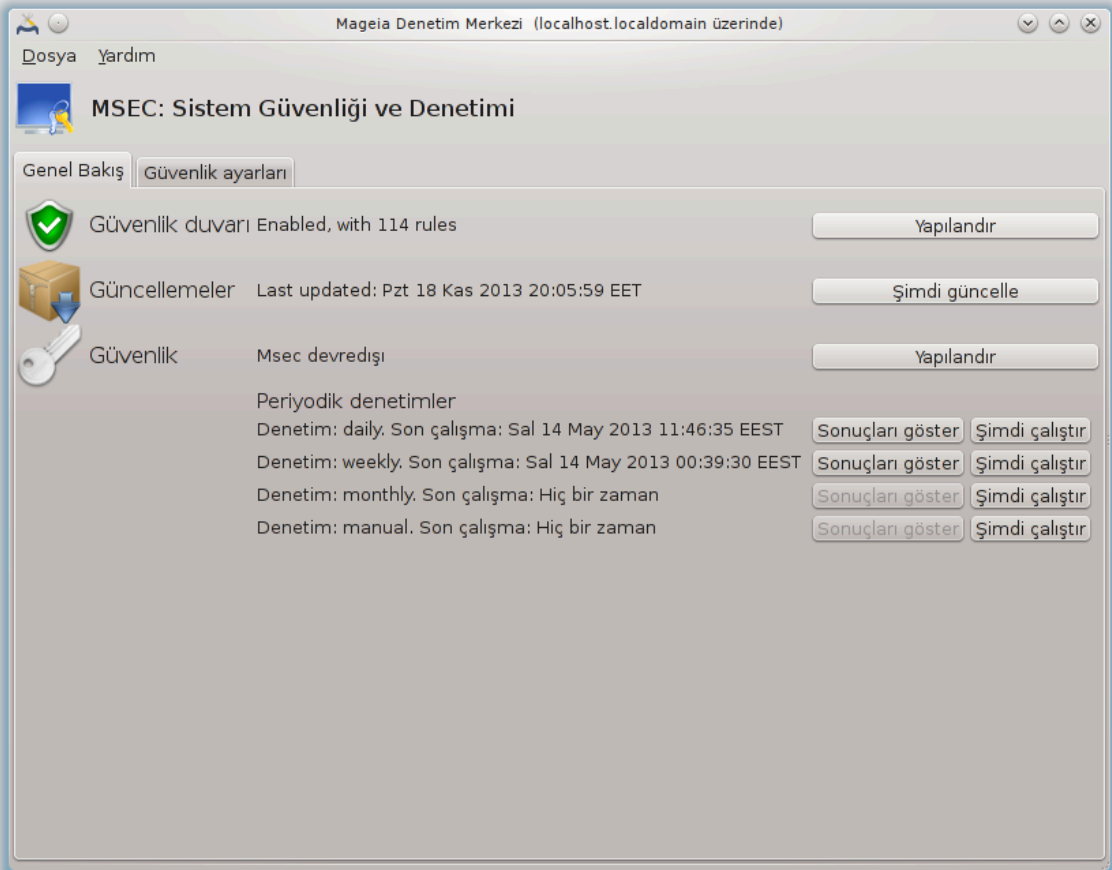 Mageia Denetim Merkezi (localhost.localdomain üzerinde)
Dosya Yardım
MSEC: Sistem Güvenliği ve Denetimi
Genel Bakış Güvenlik ayarları
Güvenlik duvarı Enabled, with 114 rules Yapılandır
Güncellemeler Last updated: Pzt 18 Kas 2013 20:05:59 EET Şimdi güncelle
Güvenlik Msec devredışı Yapılandır
Periyodik denetimler
Denetim: daily. Son çalışma: Sal 14 May 2013 11:46:35 EEST Sonuçları göster Şimdi çalıştır
Denetim: weekly. Son çalışma: Sal 14 May 2013 00:39:30 EEST Sonuçları göster Şimdi çalıştır
Denetim: monthly. Son çalışma: Hiç bir zaman Sonuçları göster Şimdi çalıştır
Denetim: manual. Son çalışma: Hiç bir zaman Sonuçları göster Şimdi çalıştır